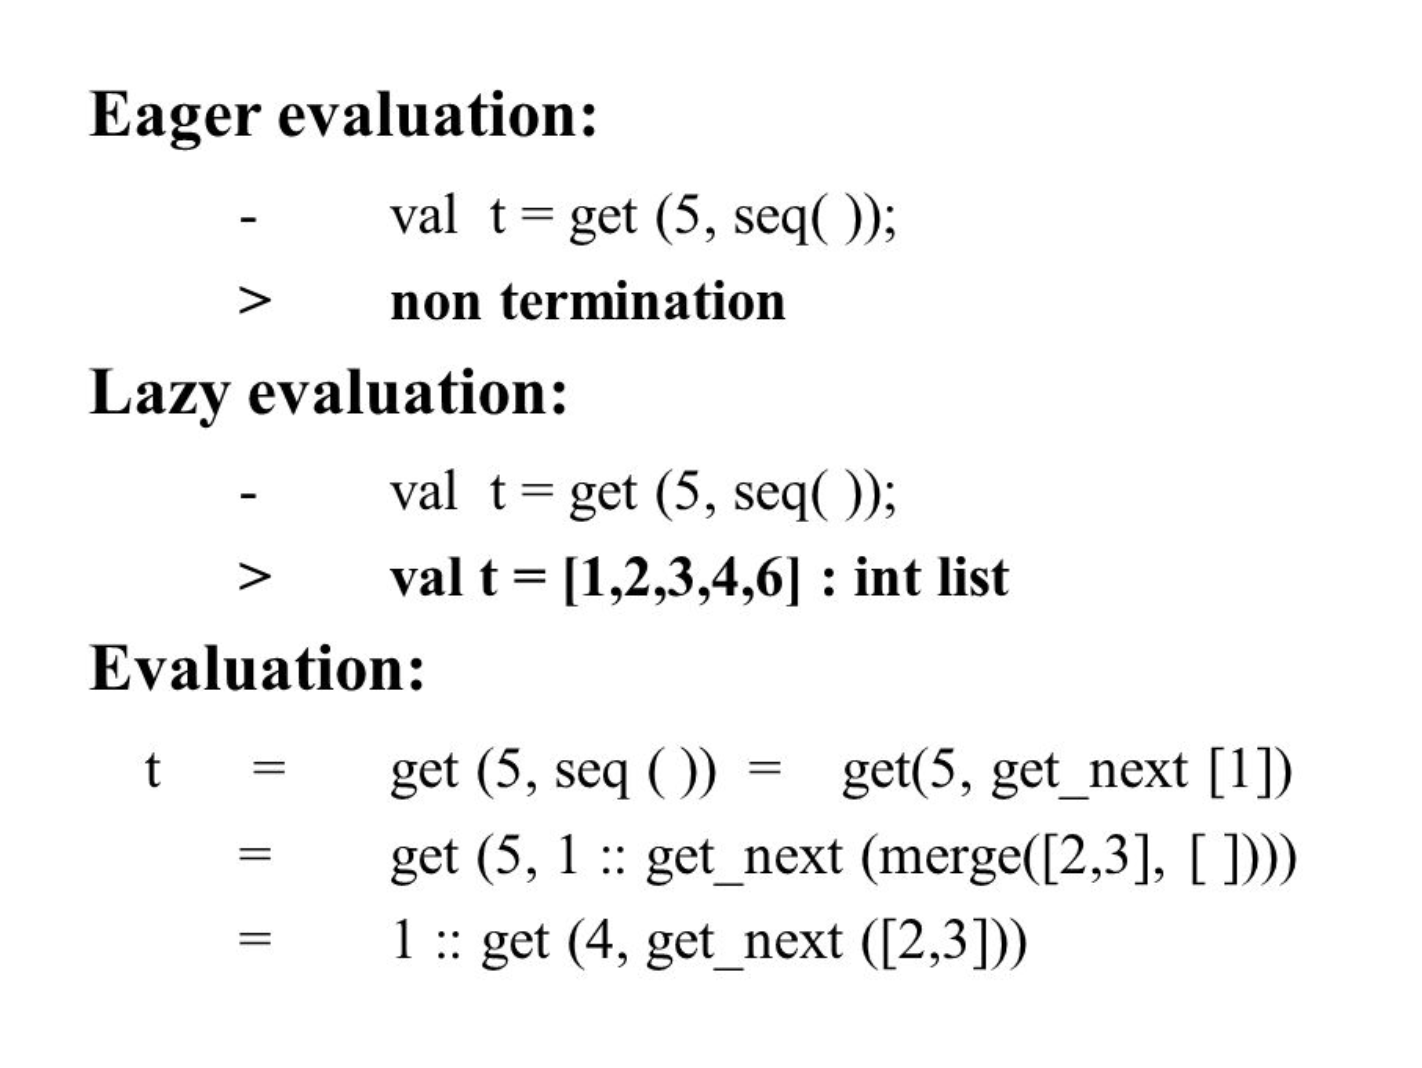 Eager evaluation:
- val t = get (5, seq( ));
> non termination
Lazy evaluation:
- val t = get (5, seq( ));
> val t = [1,2,3,4,6] : int list
Evaluation:
t = get (5, seq ( )) = get(5, get_next [1])
= get (5, 1 :: get_next (merge([2,3], [ ])))
= 1 :: get (4, get_next ([2,3]))